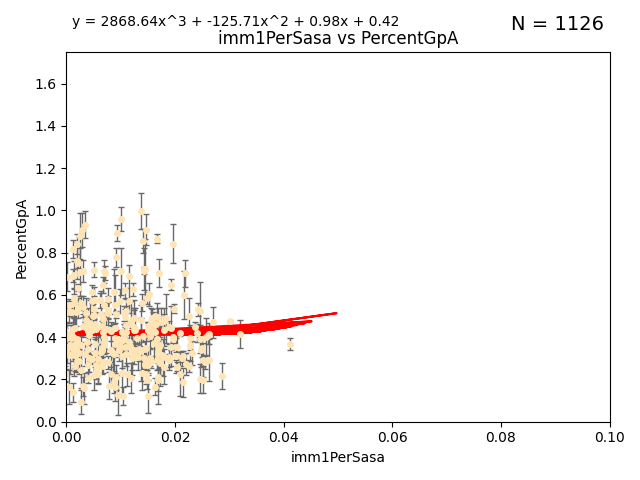 y = 2868.64x^3 + -125.71x^2 + 0.98x + 0.42
N = 1126
imm1PerSasa vs PercentGpA
1.6
1.4
1.2
1.0
0.8
0.6
0.4
0.2
0.0
PercentGpA
0.00 0.02 0.04 0.06 0.08 0.10
imm1PerSasa